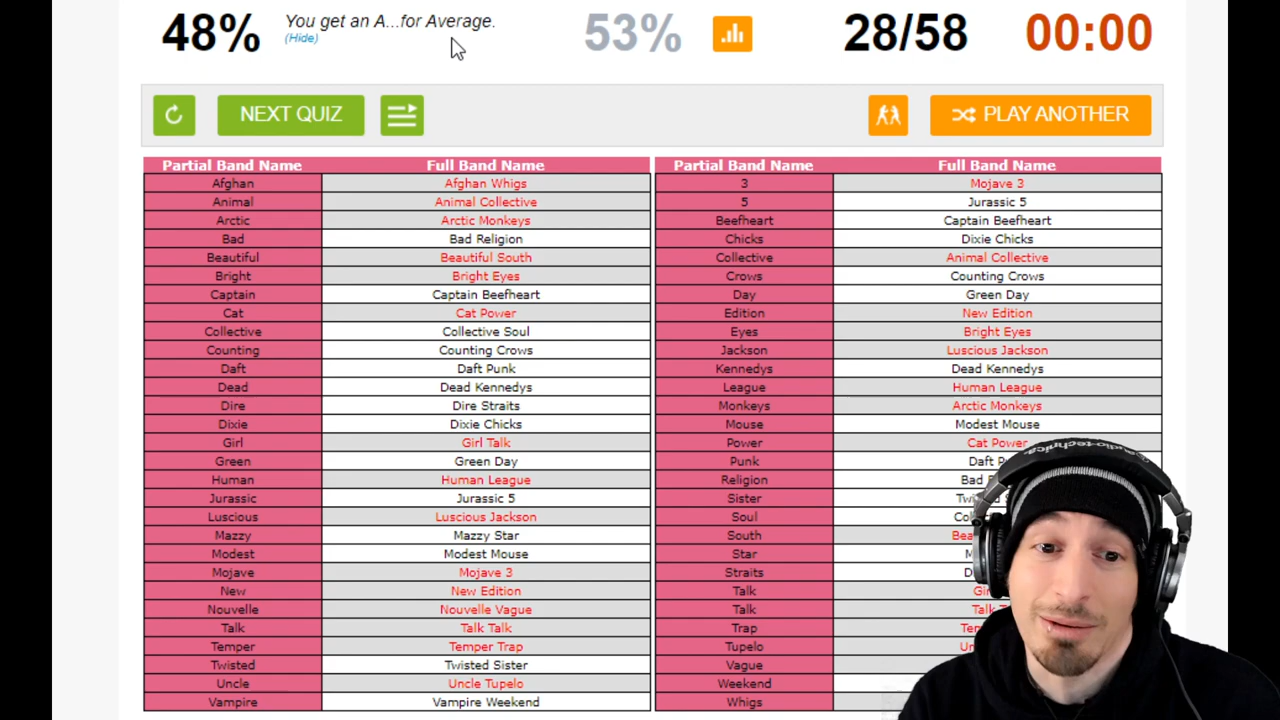 48% You get an A...for Average. 53% 28/58 00:00
(Hide)
NEXT QUIZ PLAY ANOTHER
Partial Band Name Full Band Name Partial Band Name Full Band Name
Afghan Afghan Whigs 3 Mojave 3
Animal Animal Collective 5 Jurassic 5
Arctic Arctic Monkeys Beefheart Captain Beefheart
Bad Bad Religion Chicks Dixie Chicks
Beautiful Beautiful South Collective Animal Collective
Bright Bright Eyes Crows Counting Crows
Captain Captain Beefheart Day Green Day
Cat Cat Power Edition New Edition
Collective Collective Soul Eyes Bright Eyes
Counting Counting Crows Jackson Luscious Jackson
Daft Daft Punk Kennedys Dead Kennedys
Dead Dead Kennedys League Human League
Dire Dire Straits Monkeys Arctic Monkeys
Dixie Dixie Chicks Mouse Modest Mouse
Girl Girl Talk Power Cat Power
Green Green Day Punk Daft
Human Human League Religion Bad
Jurassic Jurassic 5 Sister
Luscious Luscious Jackson Soul
Mazzy Mazzy Star South
Modest Modest Mouse Star
Mojave Mojave 3 Straits
New New Edition Talk
Nouvelle Nouvelle Vague Talk
Talk Talk Talk Trap
Temper Temper Trap Tupelo
Twisted Twisted Sister Vague
Uncle Uncle Tupelo Weekend
Vampire Vampire Weekend Whigs
audio-technica